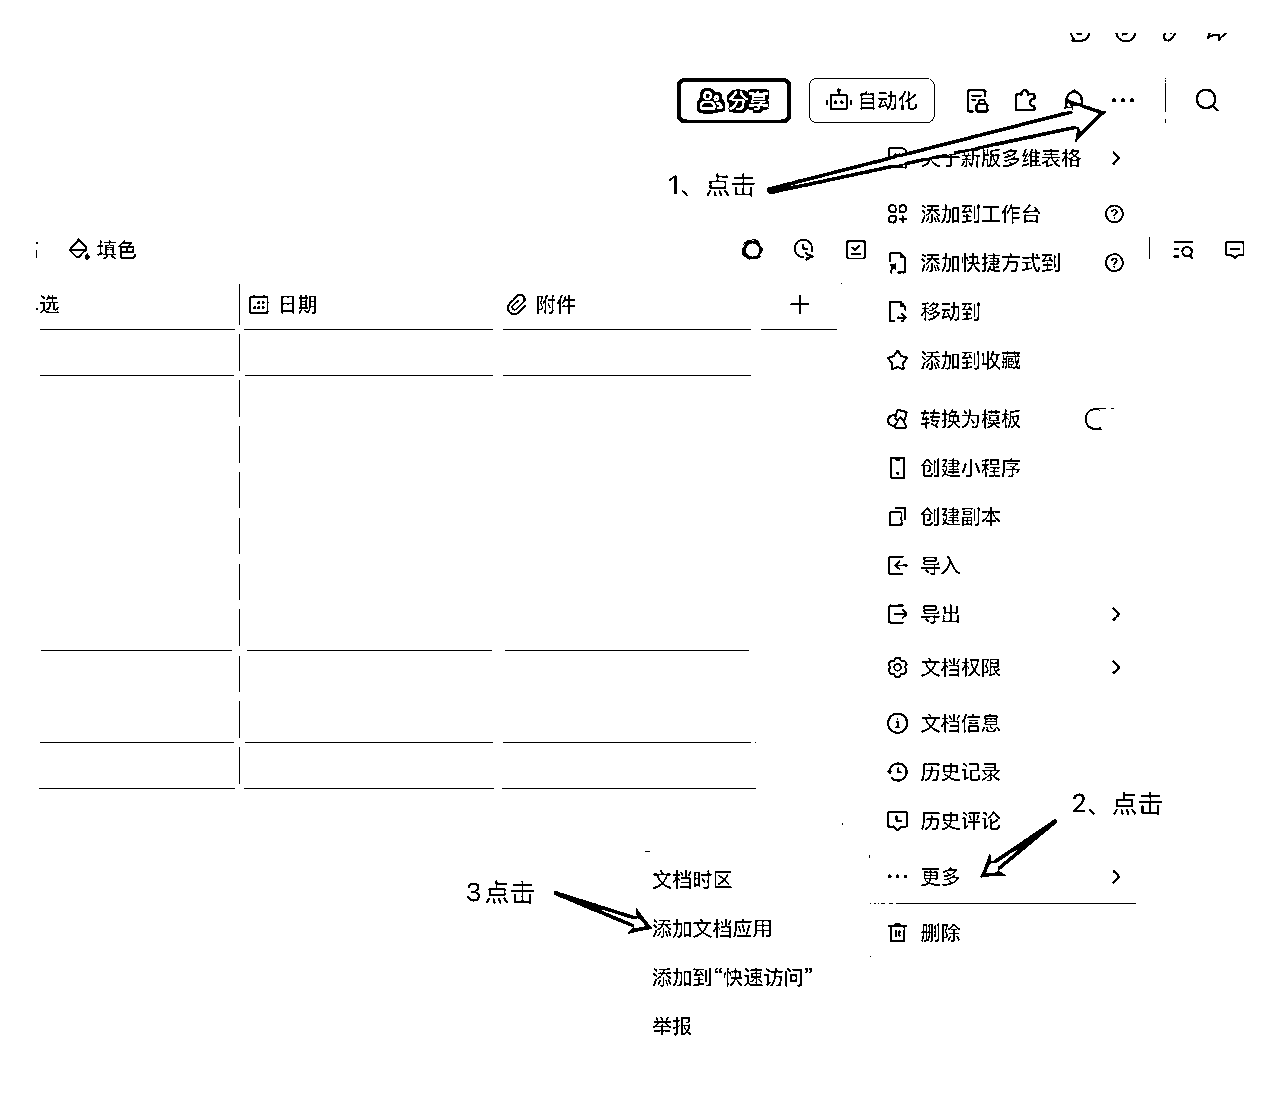 分享
自动化
关于新版多维表格
1、点击
添加到工作台
填色
添加快捷方式到
选
日期
附件
移动到
添加到收藏
转换为模板
创建小程序
创建副本
导入
导出
文档权限
文档信息
历史记录
2、点击
历史评论
更多
文档时区
3点击
添加文档应用
删除
添加到“快速访问”
举报